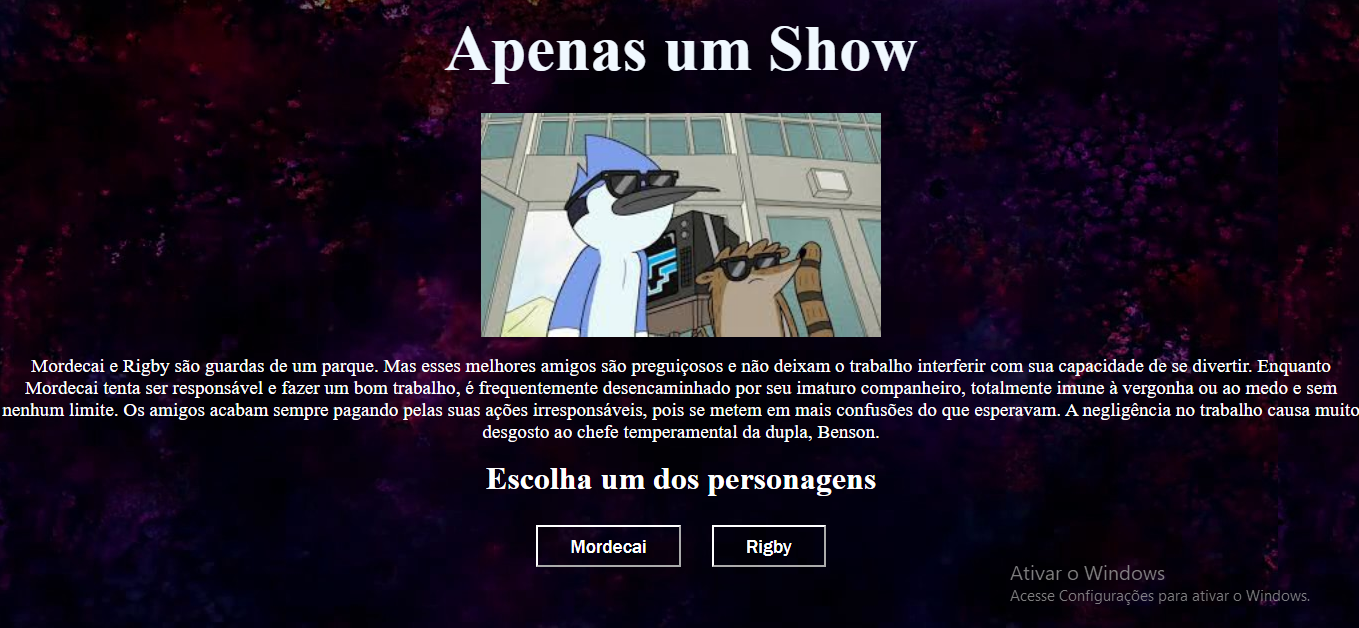 Apenas um Show
Mordecai e Rigby são guardas de um parque. Mas esses melhores amigos são preguiçosos e não deixam o trabalho interferir com sua capacidade de se divertir. Enquanto
Mordecai tenta ser responsável e fazer um bom trabalho, é frequentemente desencaminhado por seu imaturo companheiro, totalmente imune à vergonha ou ao medo e sem
nenhum limite. Os amigos acabam sempre pagando pelas suas ações irresponsáveis, pois se metem em mais confusões do que esperavam. A negligência no trabalho causa muito
desgosto ao chefe temperamental da dupla, Benson.
Escolha um dos personagens
Mordecai
Rigby
Ativar o Windows
Acesse Configurações para ativar o Windows.